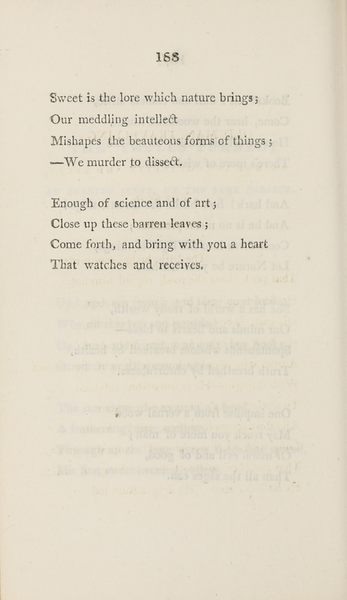 188
Sweet is the lore which nature brings;
Our meddling intellect
Mishapes the beauteous forms of things;
—We murder to dissect.
Enough of science and of art;
Close up these barren leaves;
Come forth, and bring with you a heart
That watches and receives.